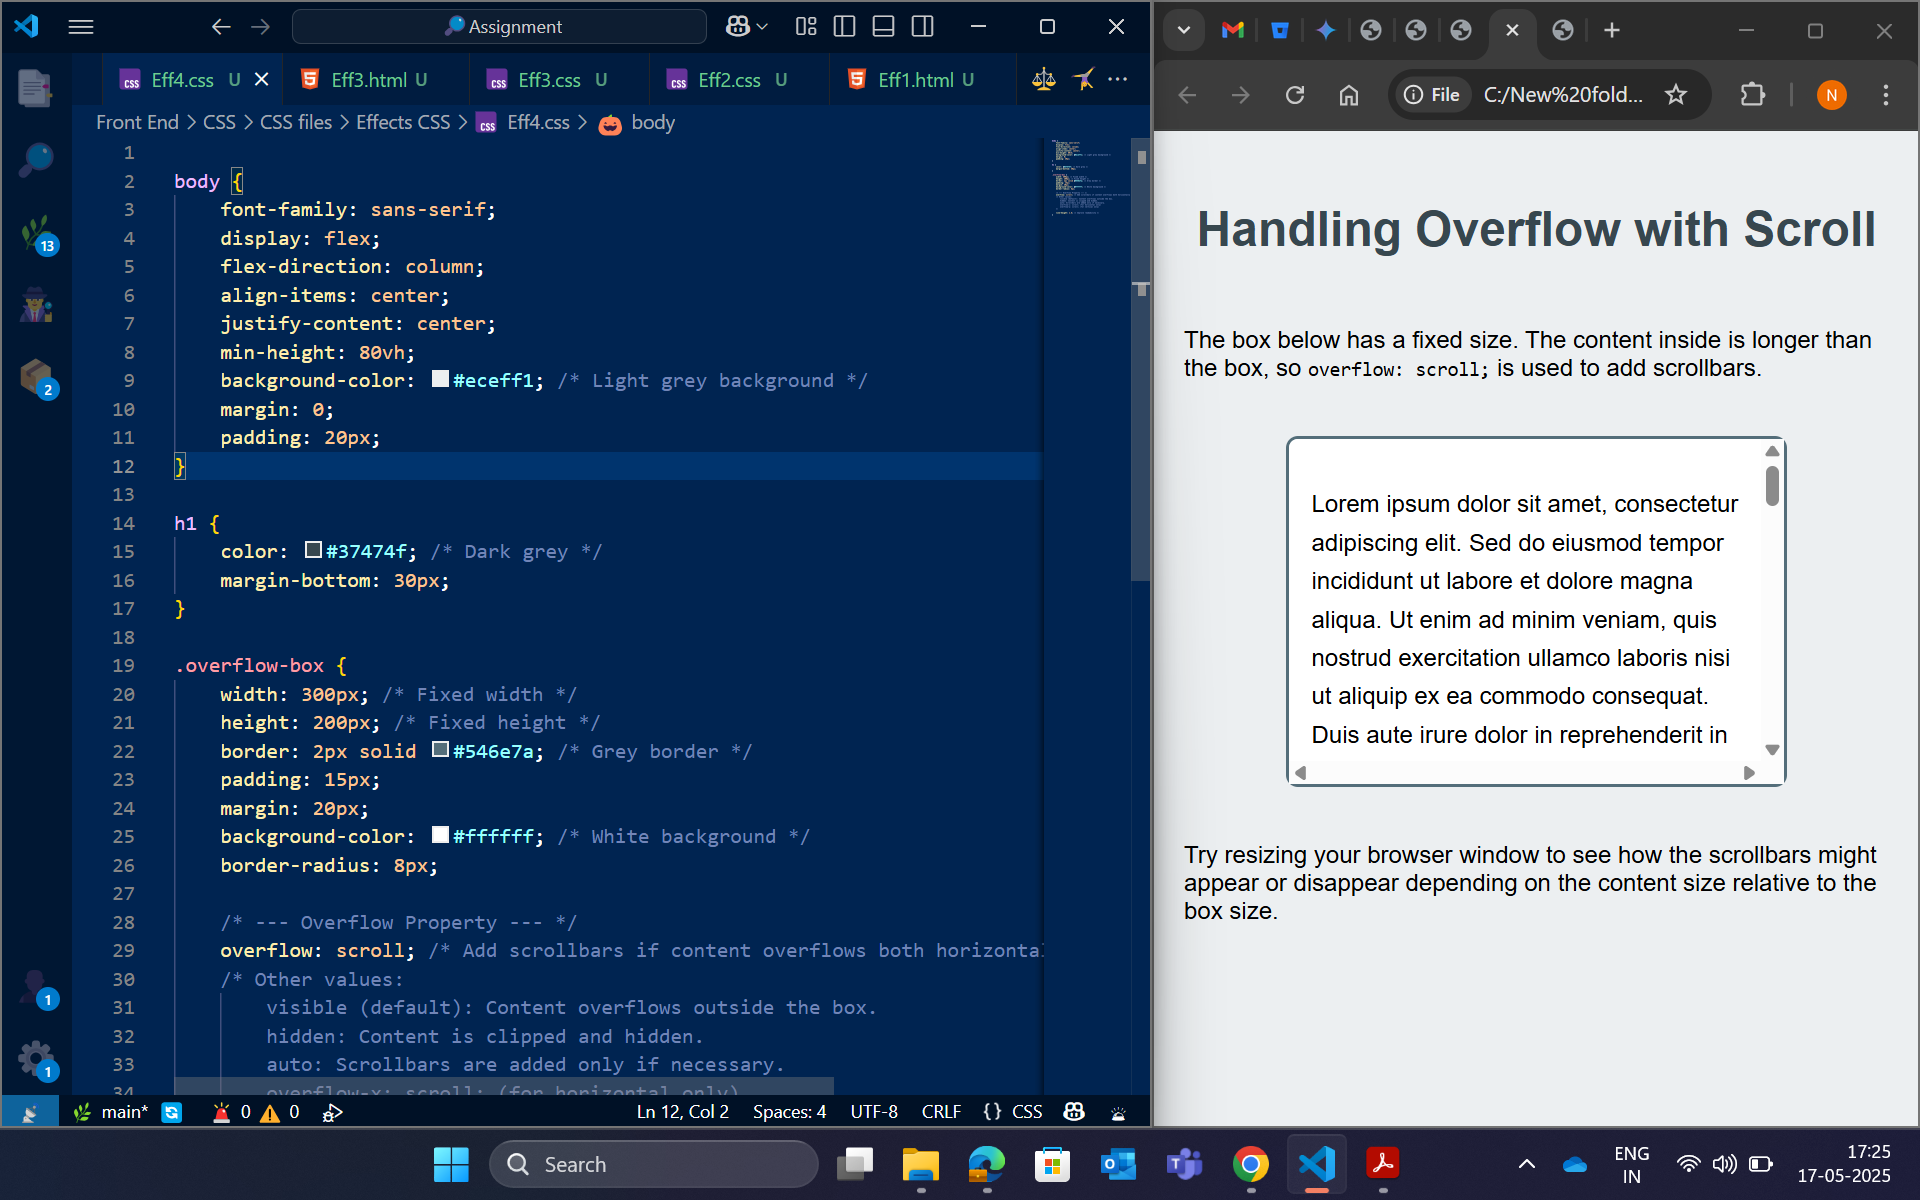 Assignment
Eff4.css U
Eff3.html U
Eff3.css U
Eff2.css U
Eff1.html U
Front End > CSS > CSS files > Effects CSS > Eff4.css > body
1
2 body {
3 font-family: sans-serif;
4 display: flex;
5 flex-direction: column;
6 align-items: center;
7 justify-content: center;
8 min-height: 80vh;
9 background-color: #eceff1; /* Light grey background */
10 margin: 0;
11 padding: 20px;
12 }
13
14 h1 {
15 color: #37474f; /* Dark grey */
16 margin-bottom: 30px;
17 }
18
19 .overflow-box {
20 width: 300px; /* Fixed width */
21 height: 200px; /* Fixed height */
22 border: 2px solid #546e7a; /* Grey border */
23 padding: 15px;
24 margin: 20px;
25 background-color: #ffffff; /* White background */
26 border-radius: 8px;
27
28 /* --- Overflow Property --- */
29 overflow: scroll; /* Add scrollbars if content overflows both horizontal
30 /* Other values:
31 visible (default): Content overflows outside the box.
32 hidden: Content is clipped and hidden.
33 auto: Scrollbars are added only if necessary.
34 overflow-x: scroll; (for horizontal only)
13
2
1
1
main* 0 0
Ln 12, Col 2 Spaces: 4 UTF-8 CRLF {} CSS
File C:/New%20fold...
N
Handling Overflow with Scroll
The box below has a fixed size. The content inside is longer than
the box, so overflow: scroll; is used to add scrollbars.
Lorem ipsum dolor sit amet, consectetur
adipiscing elit. Sed do eiusmod tempor
incididunt ut labore et dolore magna
aliqua. Ut enim ad minim veniam, quis
nostrud exercitation ullamco laboris nisi
ut aliquip ex ea commodo consequat.
Duis aute irure dolor in reprehenderit in
Try resizing your browser window to see how the scrollbars might
appear or disappear depending on the content size relative to the
box size.
Search
ENG
IN
17:25
17-05-2025